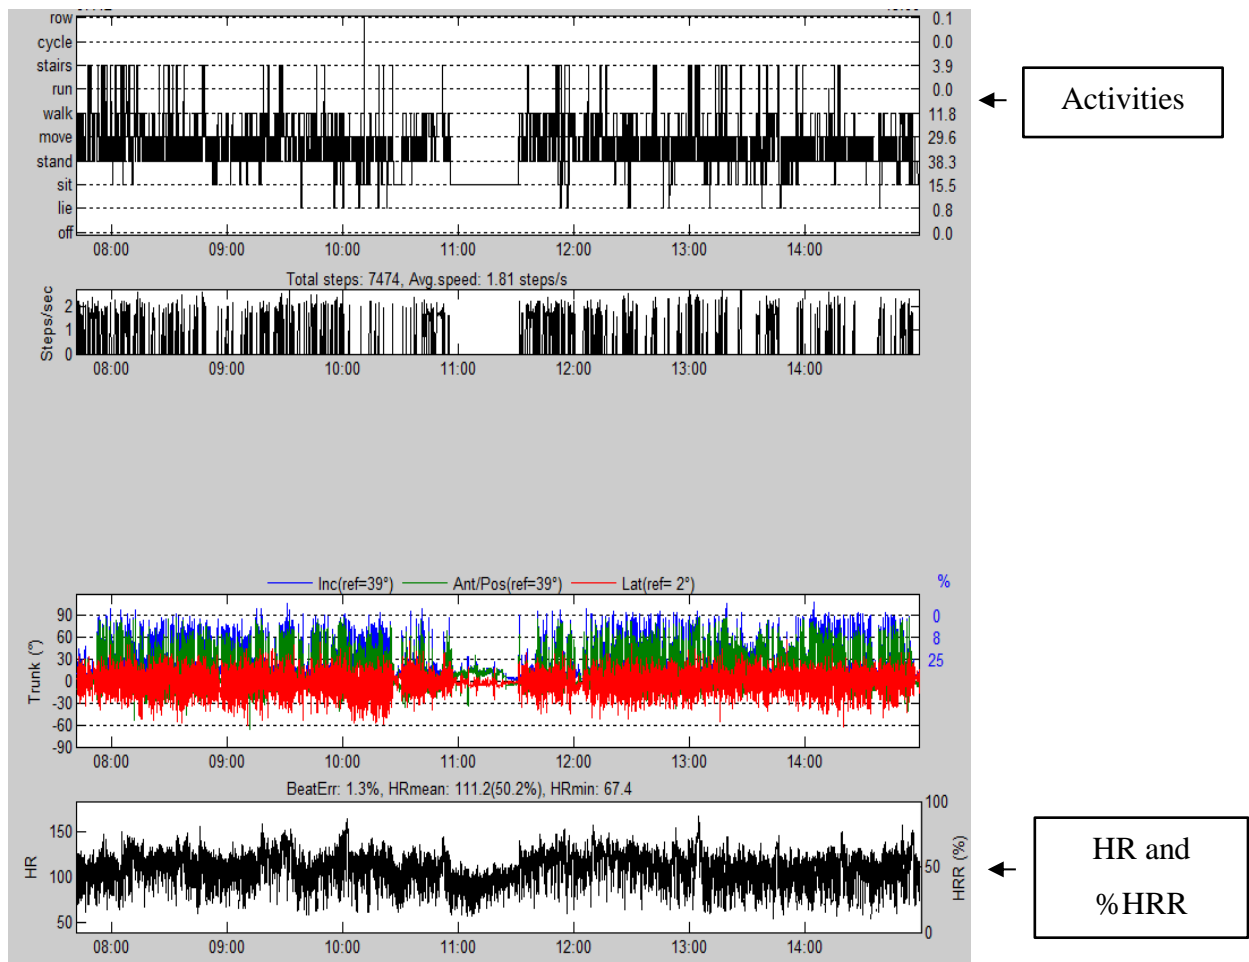 row 0.1
cycle 0.0
stairs 3.9
run 0.0
walk 11.8
move 29.6
stand 38.3
sit 15.5
lie 0.8
off 0.0
08:00 09:00 10:00 11:00 12:00 13:00 14:00
Activities
Total steps: 7474, Avg.speed: 1.81 steps/s
Steps/sec
2
1
0
08:00 09:00 10:00 11:00 12:00 13:00 14:00
Inc(ref=39°) Ant/Pos(ref=39°) Lat(ref= 2°) %
Trunk (°)
90 0
60 8
30 25
0
-30
-60
-90
08:00 09:00 10:00 11:00 12:00 13:00 14:00
BeatErr: 1.3%, HRmean: 111.2(50.2%), HRmin: 67.4
HR
150
100
50
100
50
0
HRR (%)
08:00 09:00 10:00 11:00 12:00 13:00 14:00
HR and
%HRR